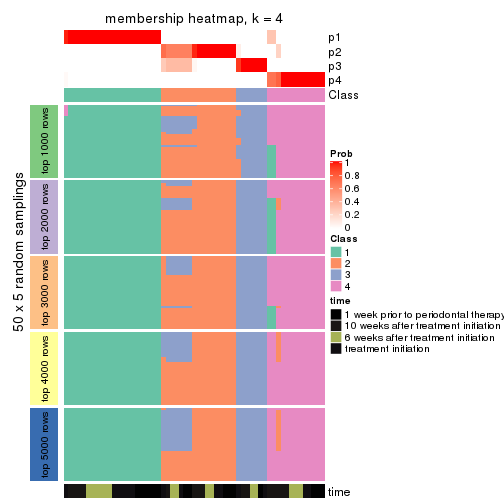 membership heatmap, k = 4
p1
p2
p3
p4
Class
50 x 5 random samplings
top 1000 rows
top 2000 rows
top 3000 rows
top 4000 rows
top 5000 rows
time
Prob
1
0.8
0.6
0.4
0.2
0
Class
1
2
3
4
time
1 week prior to periodontal therapy
10 weeks after treatment initiation
6 weeks after treatment initiation
treatment initiation